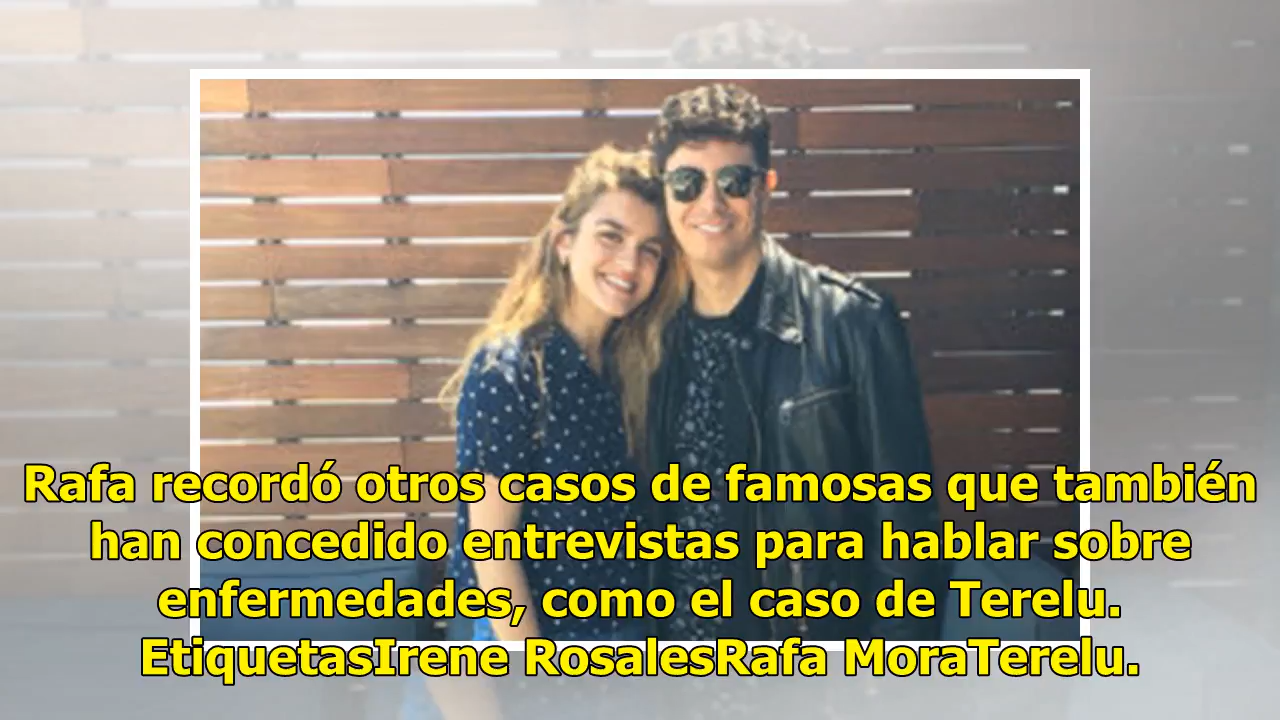 Rafa recordó otros casos de famosas que también
han concedido entrevistas para hablar sobre
enfermedades, como el caso de Terelu.
EtiquetasIrene RosalesRafa MoraTerelu.